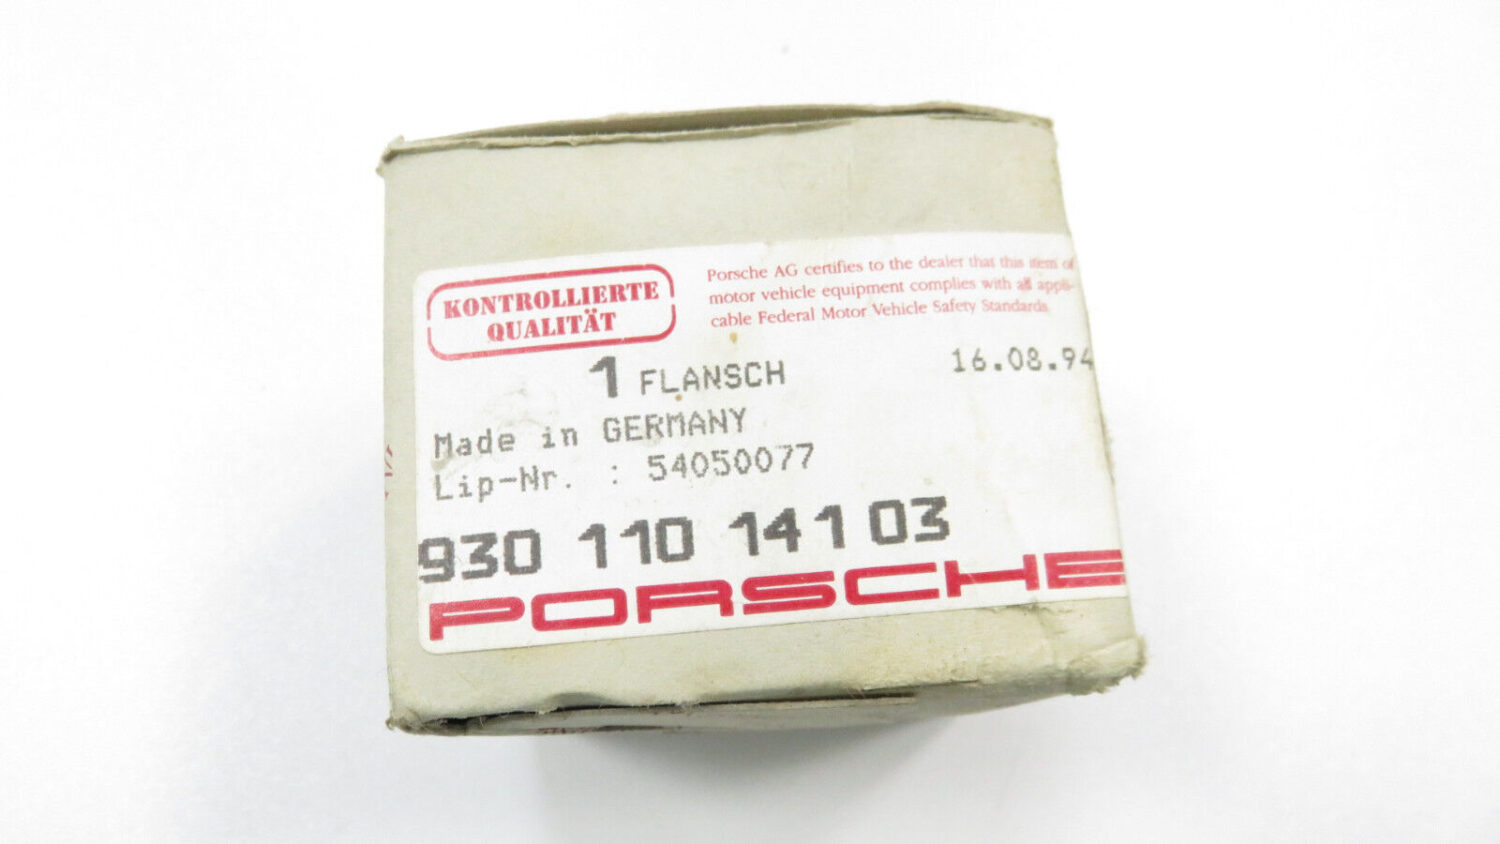 KONTROLLIERTE
QUALITÄT
Porsche AG certifies to the dealer that this item of
motor vehicle equipment complies with all appli-
cable Federal Motor Vehicle Safety Standards.
1 FLANSCH
16.08.94
Made in GERMANY
Lip-Nr. : 54050077
930 110 141 03
PORSCHE